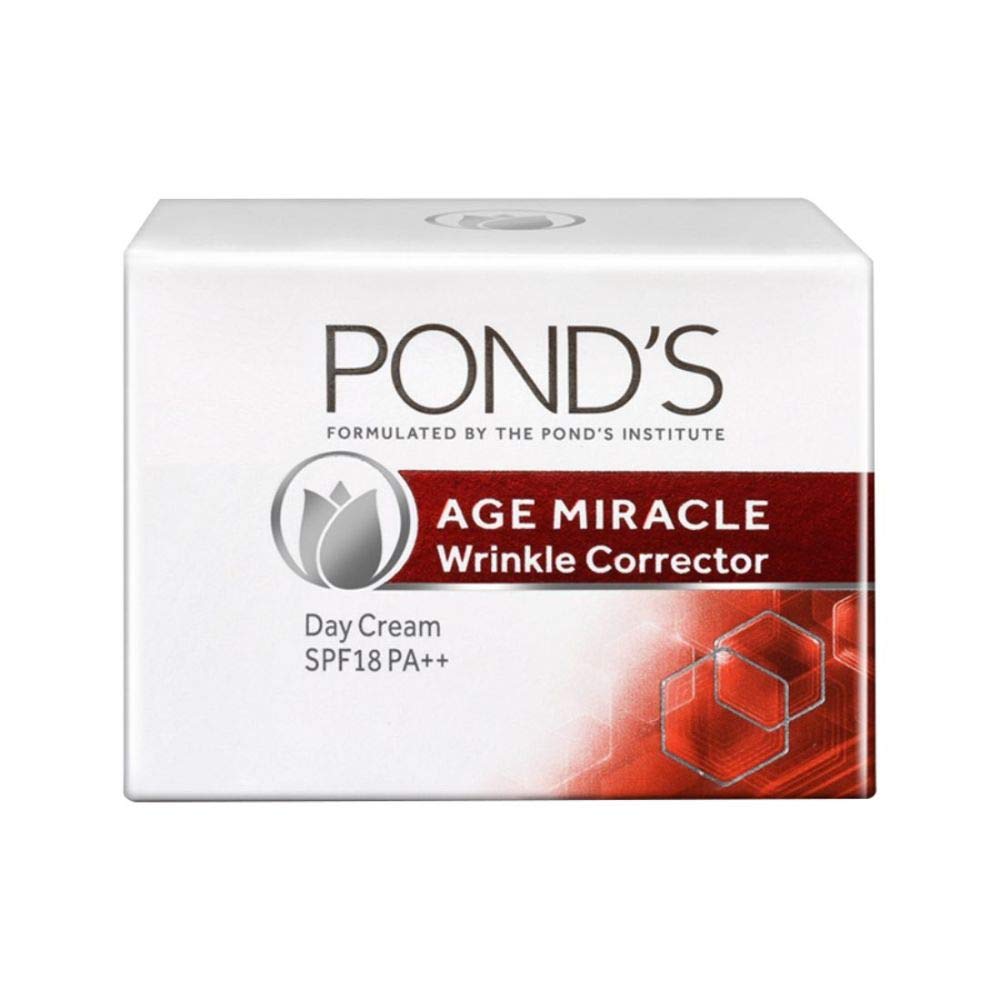 POND'S
FORMULATED BY THE POND'S INSTITUTE
AGE MIRACLE
Wrinkle Corrector
Day Cream
SPF18 PA++